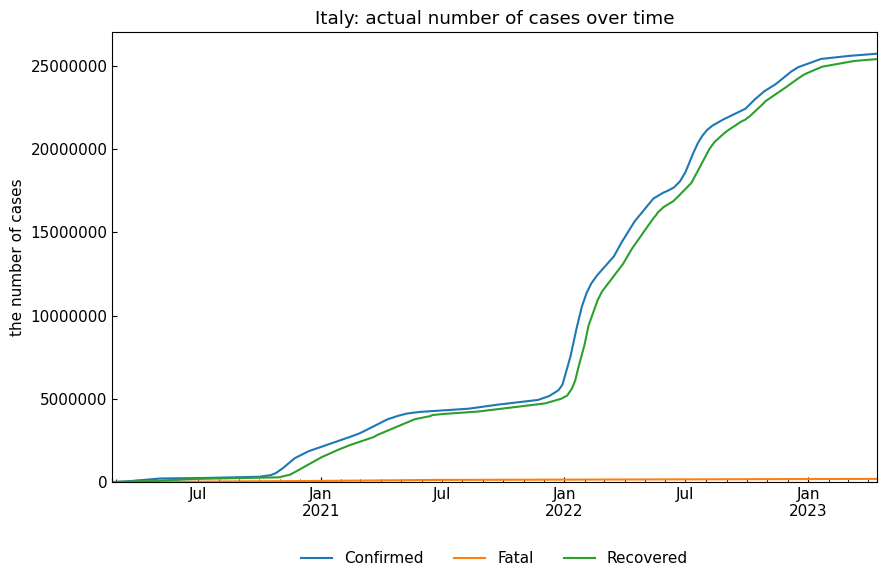 Italy: actual number of cases over time
the number of cases
25000000
20000000
15000000
10000000
5000000
0
Jul Jan Jul Jan Jul Jan
2021 2022 2023
Confirmed Fatal Recovered